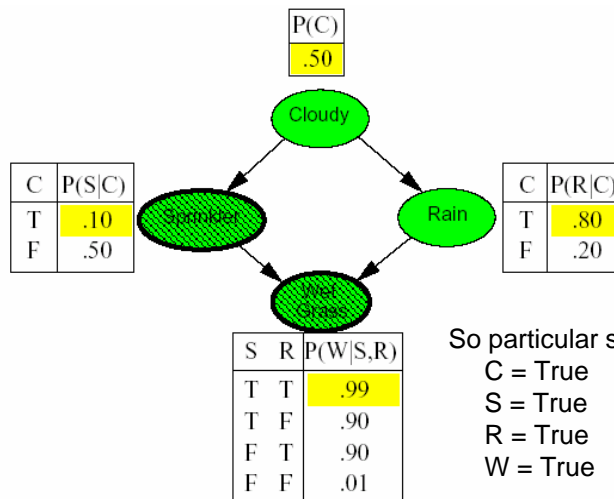 P(C)
.50
Cloudy
C P(S|C)
T .10
F .50
Sprinkler
Rain
C P(R|C)
T .80
F .20
Wet
Grass
S R P(W|S,R)
T T .99
T F .90
F T .90
F F .01
So particular s
C = True
S = True
R = True
W = True